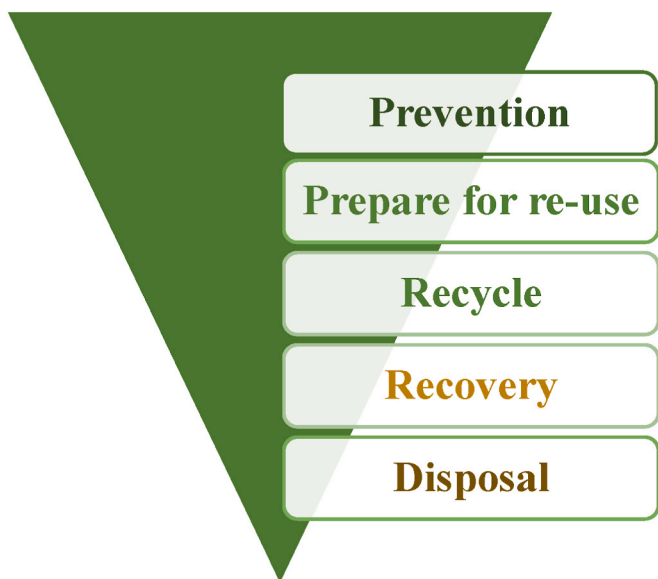 Prevention
Prepare for re-use
Recycle
Recovery
Disposal